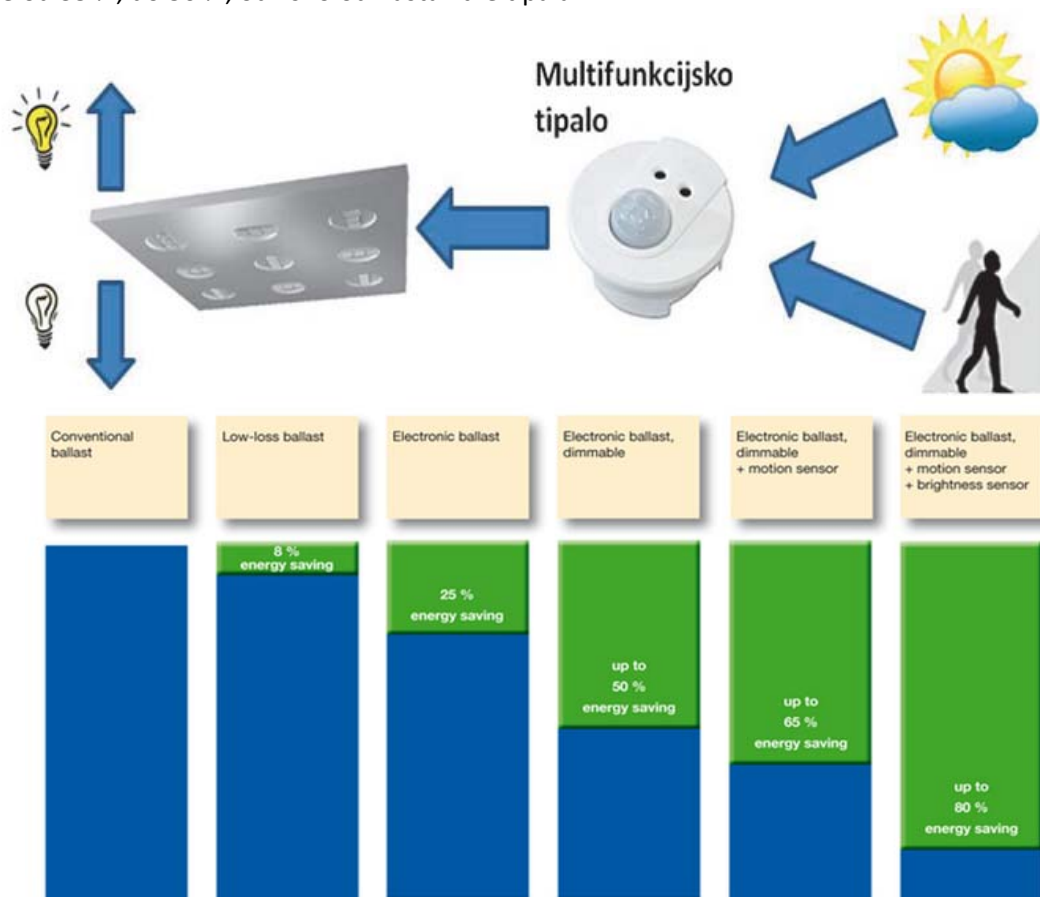 Multifunkcijsko
tipalo
Conventional
ballast
Low-loss ballast
Electronic ballast
Electronic ballast,
dimmable
Electronic ballast,
dimmable
+ motion sensor
Electronic ballast,
dimmable
+ motion sensor
+ brightness sensor
8 %
energy saving
25 %
energy saving
up to
50 %
energy saving
up to
65 %
energy saving
up to
80 %
energy saving